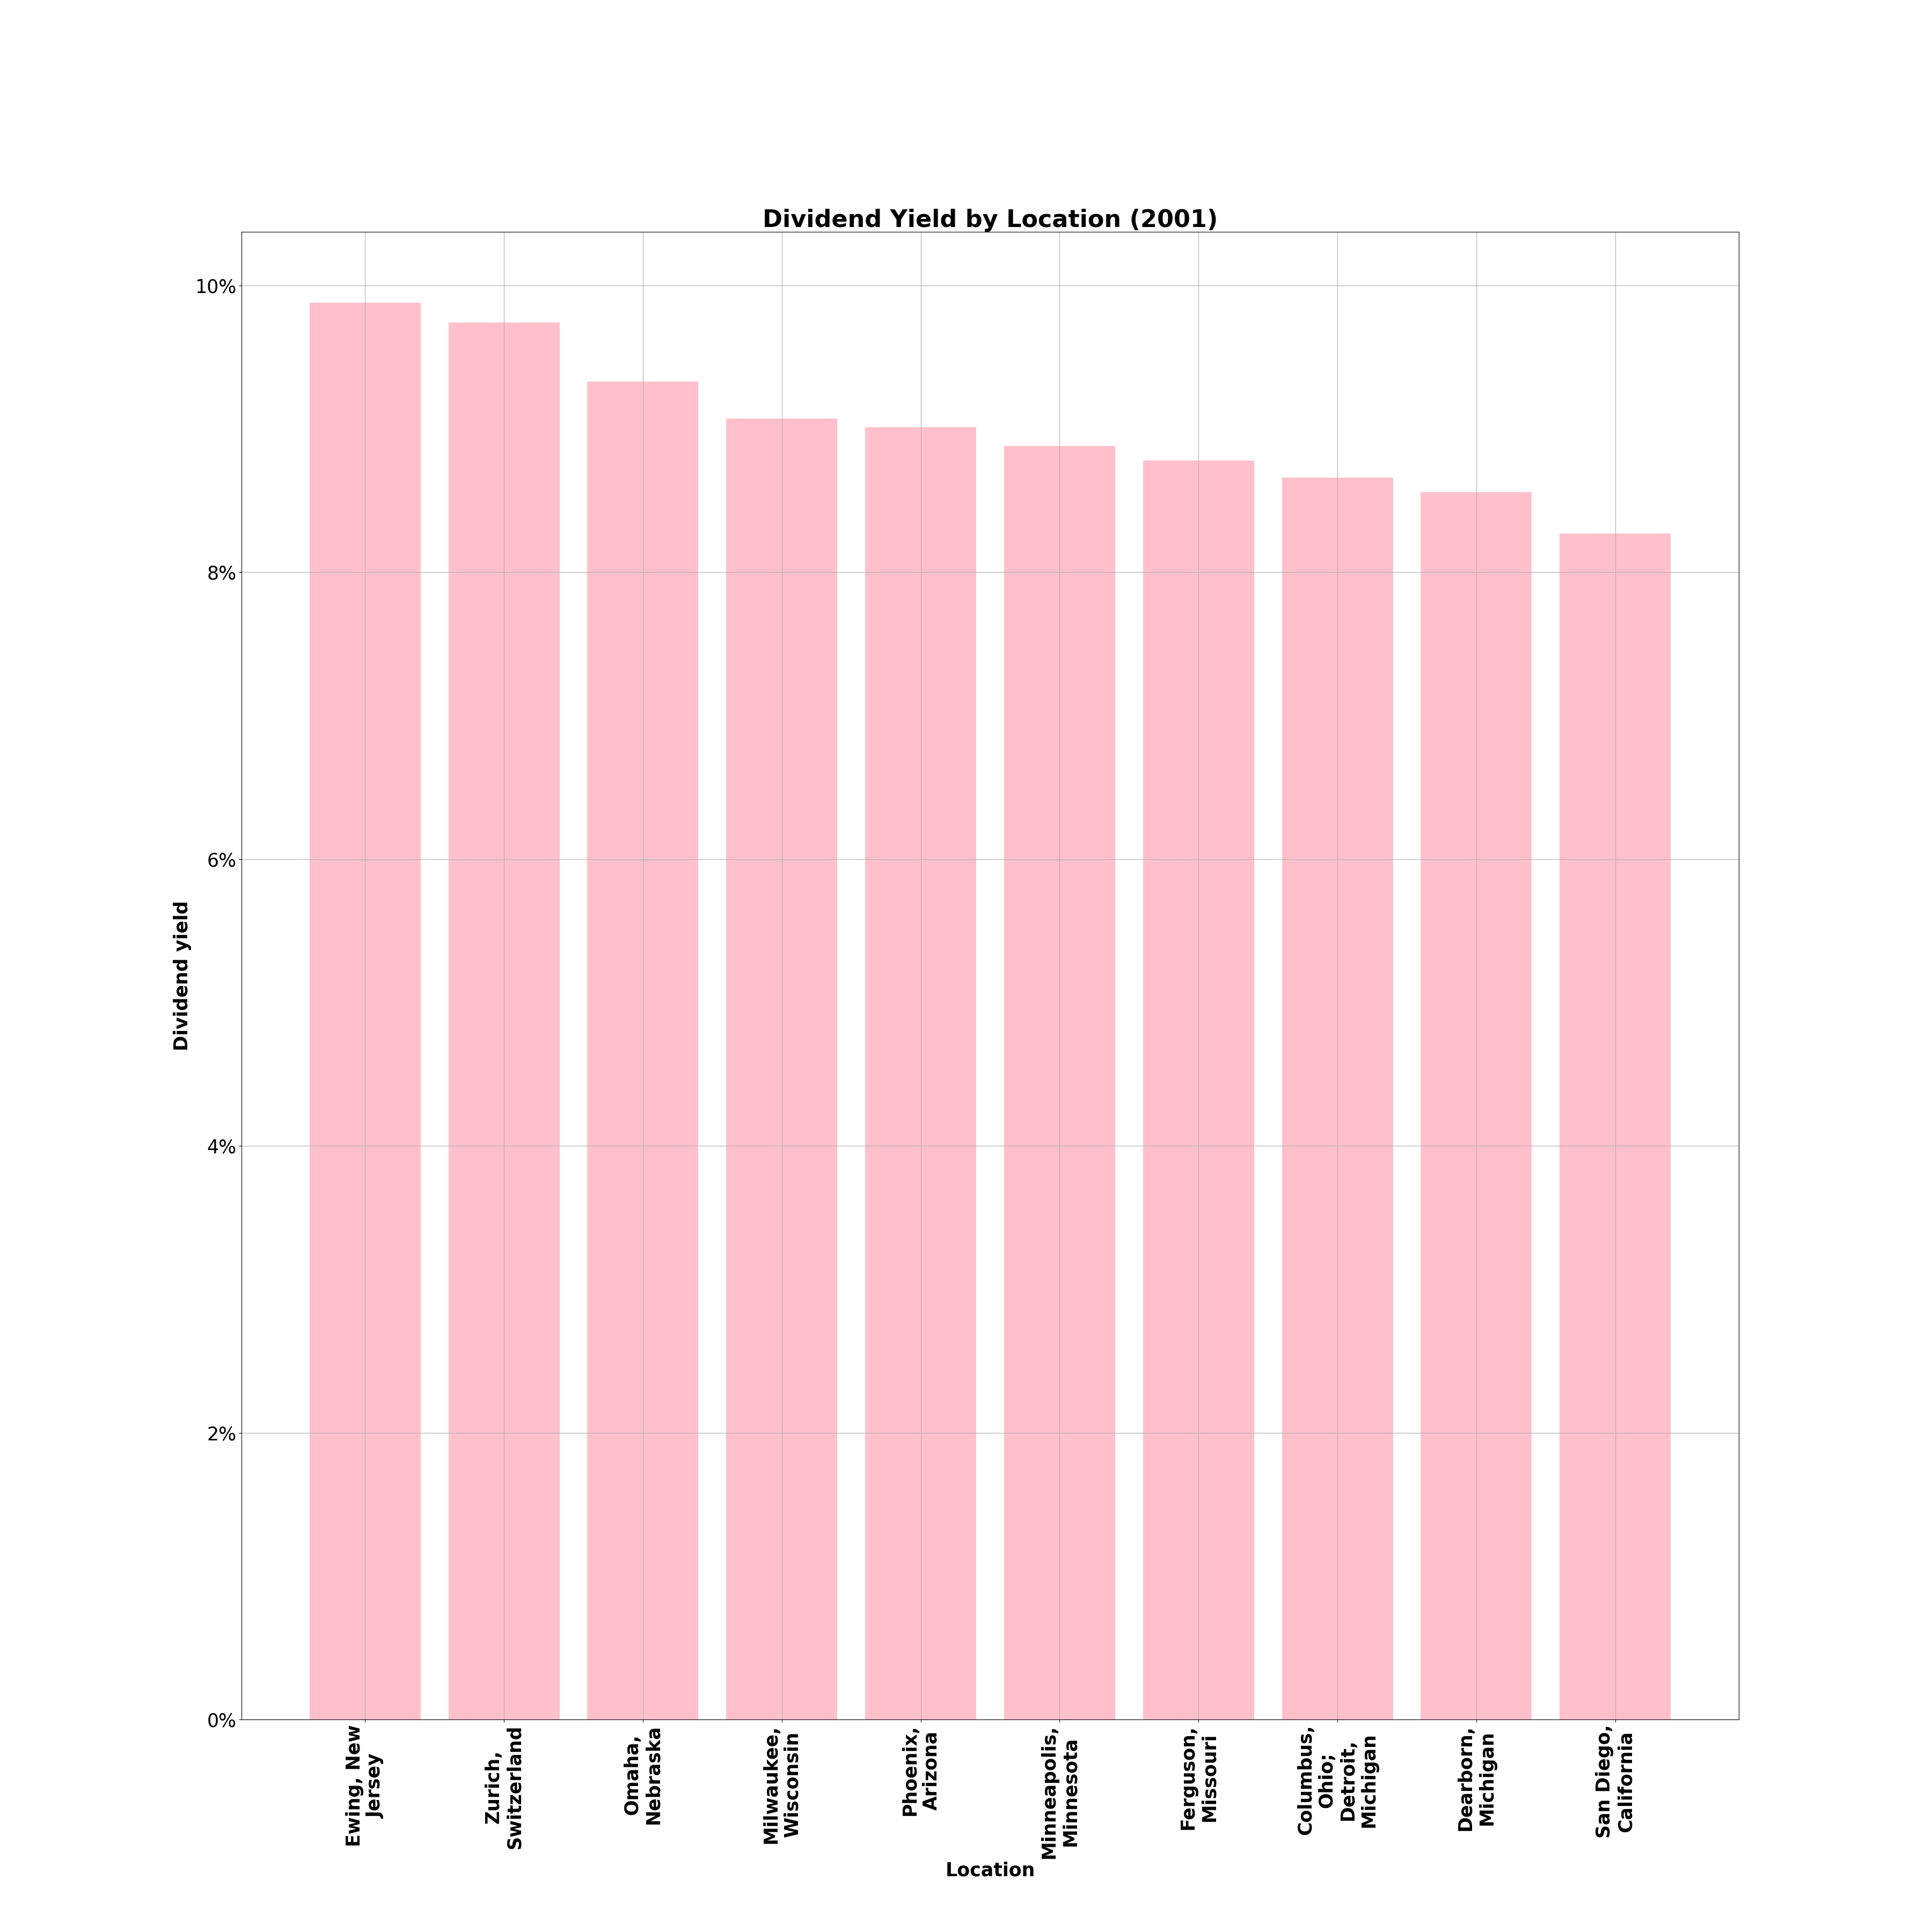 Dividend Yield by Location (2001)
10%
8%
6%
4%
2%
0%
Dividend yield
Ewing, New
Jersey
Zurich,
Switzerland
Omaha,
Nebraska
Milwaukee,
Wisconsin
Phoenix,
Arizona
Minneapolis,
Minnesota
Ferguson,
Missouri
Columbus,
Ohio;
Detroit,
Michigan
Dearborn,
Michigan
San Diego,
California
Location